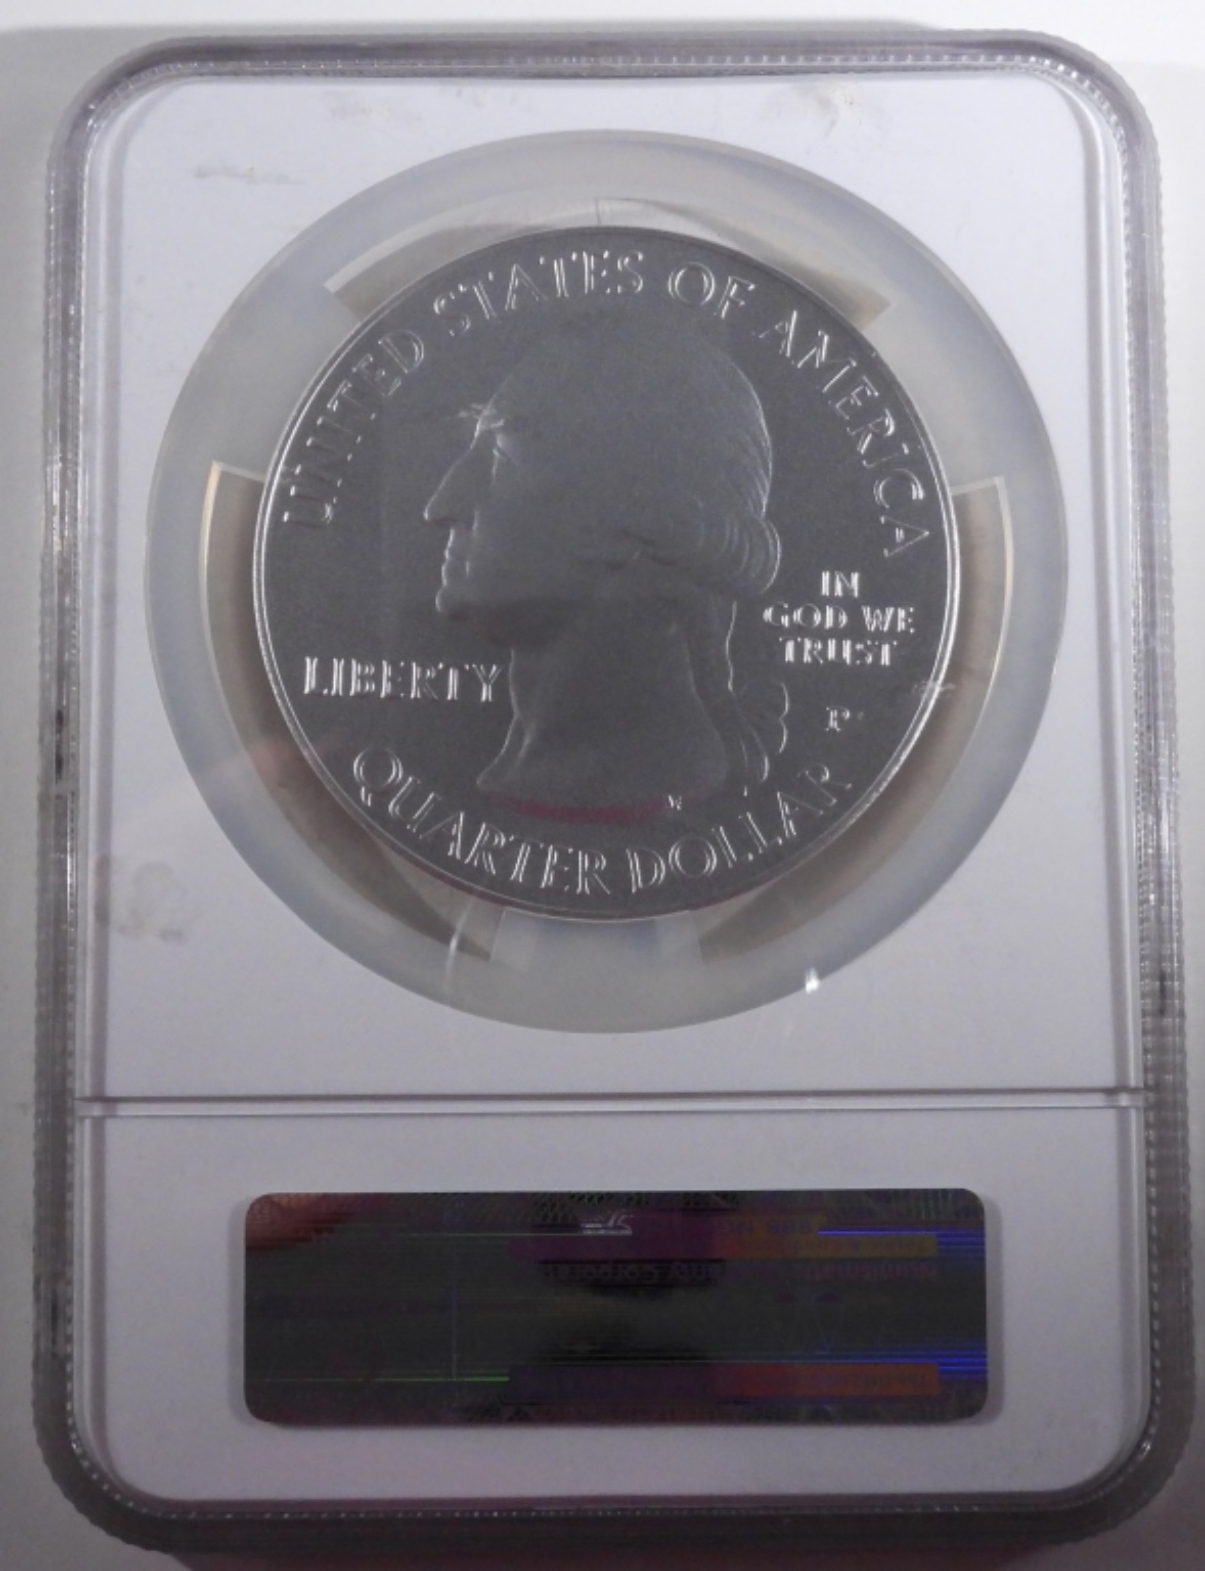 UNITED STATES OF AMERICA
IN
GOD WE
TRUST
LIBERTY
P
QUARTER DOLLAR